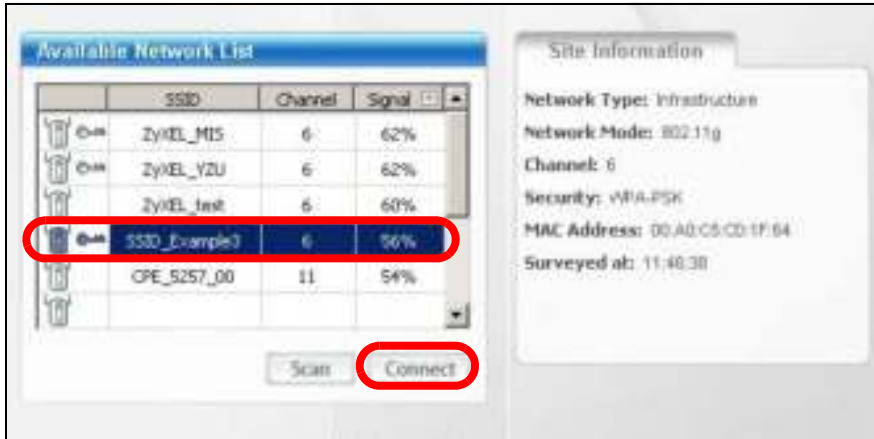 Available Network List
SSID Channel Signal
ZyXEL_MIS 6 62%
ZyXEL_YZU 6 62%
ZyXEL_test 6 60%
SSID_Example3 6 56%
CPE_5257_00 11 54%
Scan Connect
Site Information
Network Type: Infrastructure
Network Mode: 802.11g
Channel: 6
Security: WPA-PSK
MAC Address: 00:A0:C5:CD:1F:64
Surveyed at: 11:46:38